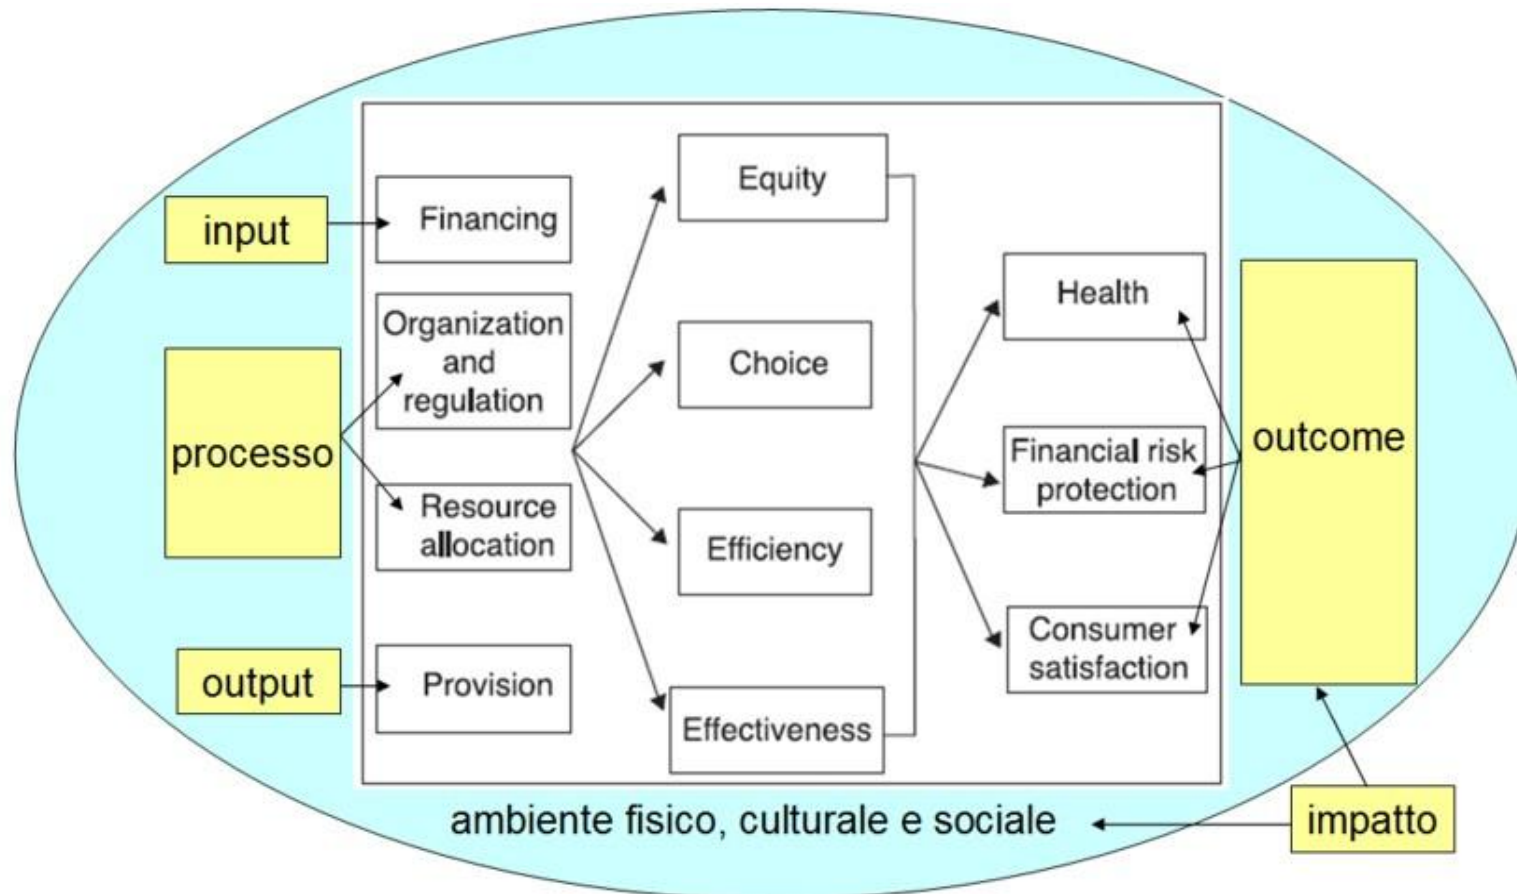 input
processo
output
Financing
Organization
and
regulation
Resource
allocation
Provision
Equity
Choice
Efficiency
Effectiveness
Health
Financial risk
protection
Consumer
satisfaction
outcome
impatto
ambiente fisico, culturale e sociale